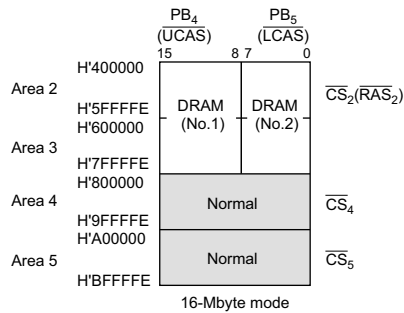 PB4 PB5
(UCAS) (LCAS)
15 8 7 0
H'400000
Area 2
H'5FFFFE
DRAM (No.1)
DRAM (No.2)
CS2(RAS2)
H'600000
Area 3
H'7FFFFE
H'800000
Area 4
Normal
CS4
H'9FFFFE
H'A00000
Area 5
Normal
CS5
H'BFFFFE
16-Mbyte mode